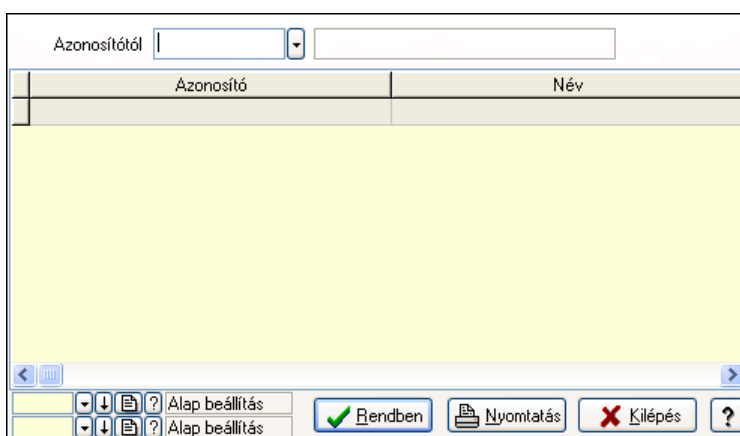 Azonosítótól
Azonosító Név
? Alap beállítás
? Alap beállítás
Rendben Nyomtatás Kilépés ?